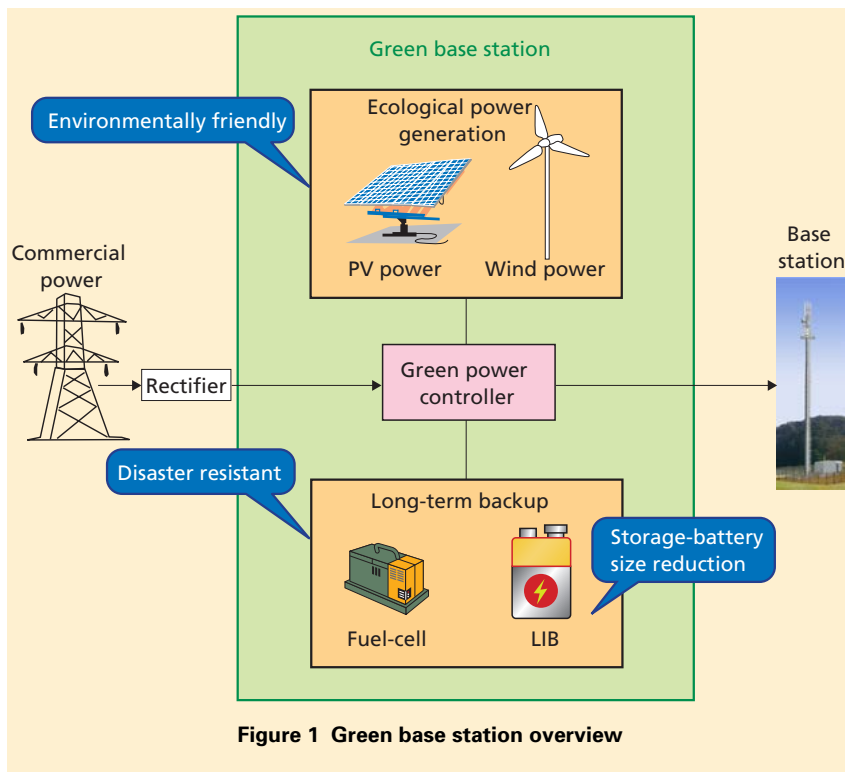 Green base station
Environmentally friendly
Ecological power
generation
PV power
Wind power
Commercial
power
Base
station
Rectifier
Green power
controller
Disaster resistant
Long-term backup
Storage-battery
size reduction
Fuel-cell
LIB
Figure 1 Green base station overview